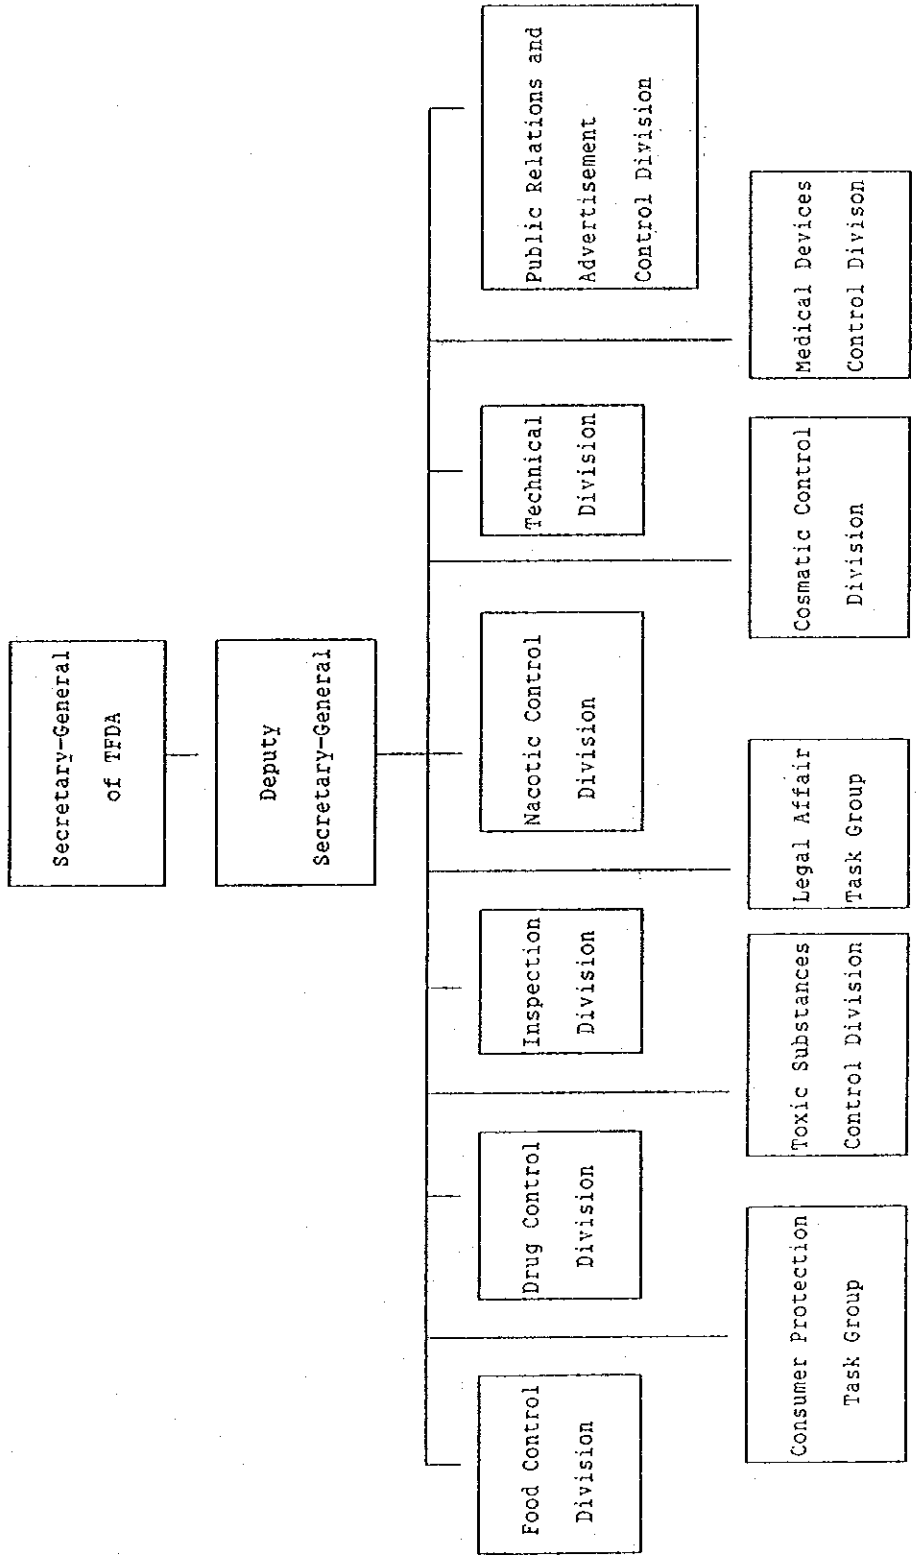 Secretary-General
of TFDA
Deputy
Secretary-General
Food Control
Division
Drug Control
Division
Inspection
Division
Nacotic Control
Division
Technical
Division
Public Relations and
Advertisement
Control Division
Consumer Protection
Task Group
Toxic Substances
Control Division
Legal Affair
Task Group
Cosmatic Control
Division
Medical Devices
Control Divison